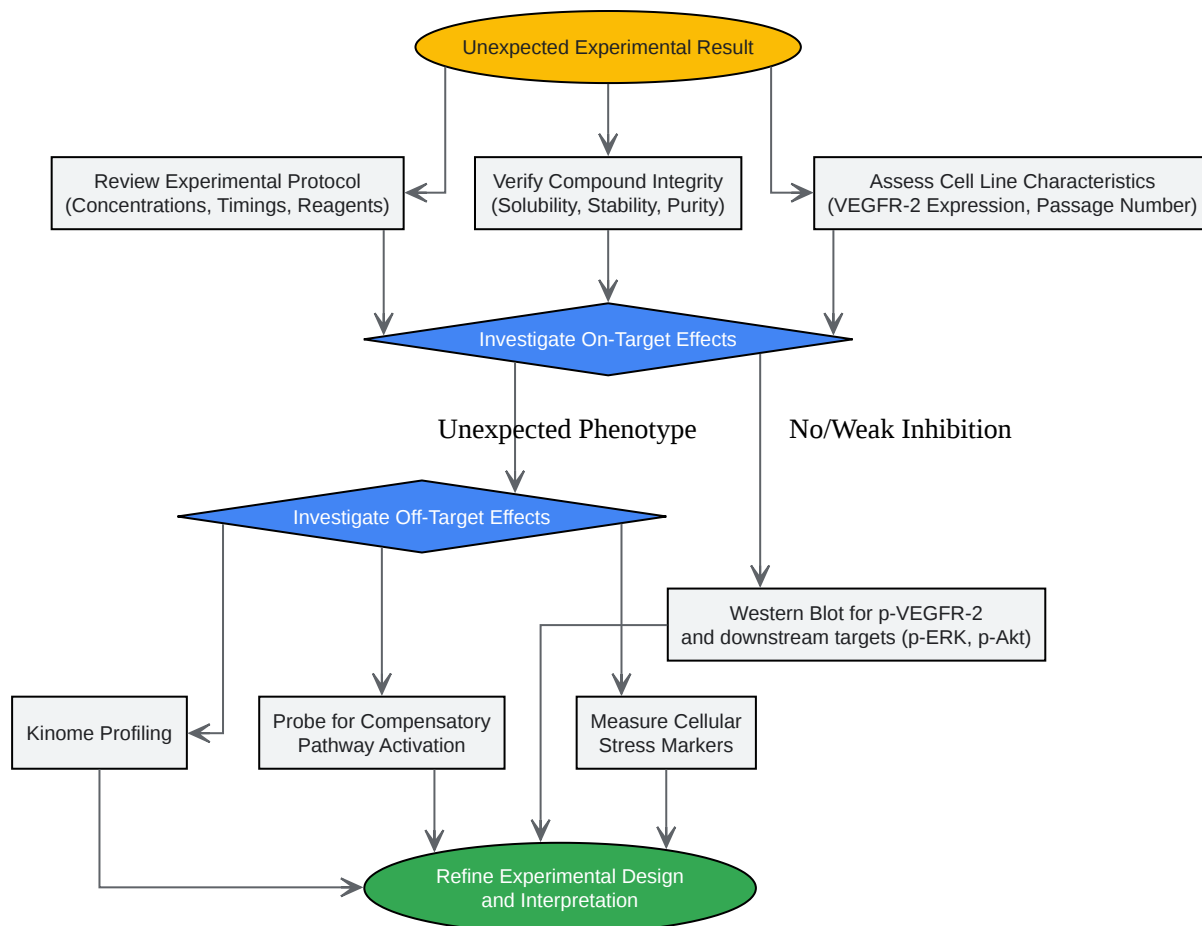 Unexpected Experimental Result
Review Experimental Protocol
(Concentrations, Timings, Reagents)
Verify Compound Integrity
(Solubility, Stability, Purity)
Assess Cell Line Characteristics
(VEGFR-2 Expression, Passage Number)
Investigate On-Target Effects
Unexpected Phenotype
No/Weak Inhibition
Investigate Off-Target Effects
Western Blot for p-VEGFR-2
and downstream targets (p-ERK, p-Akt)
Kinome Profiling
Probe for Compensatory
Pathway Activation
Measure Cellular
Stress Markers
Refine Experimental Design
and Interpretation